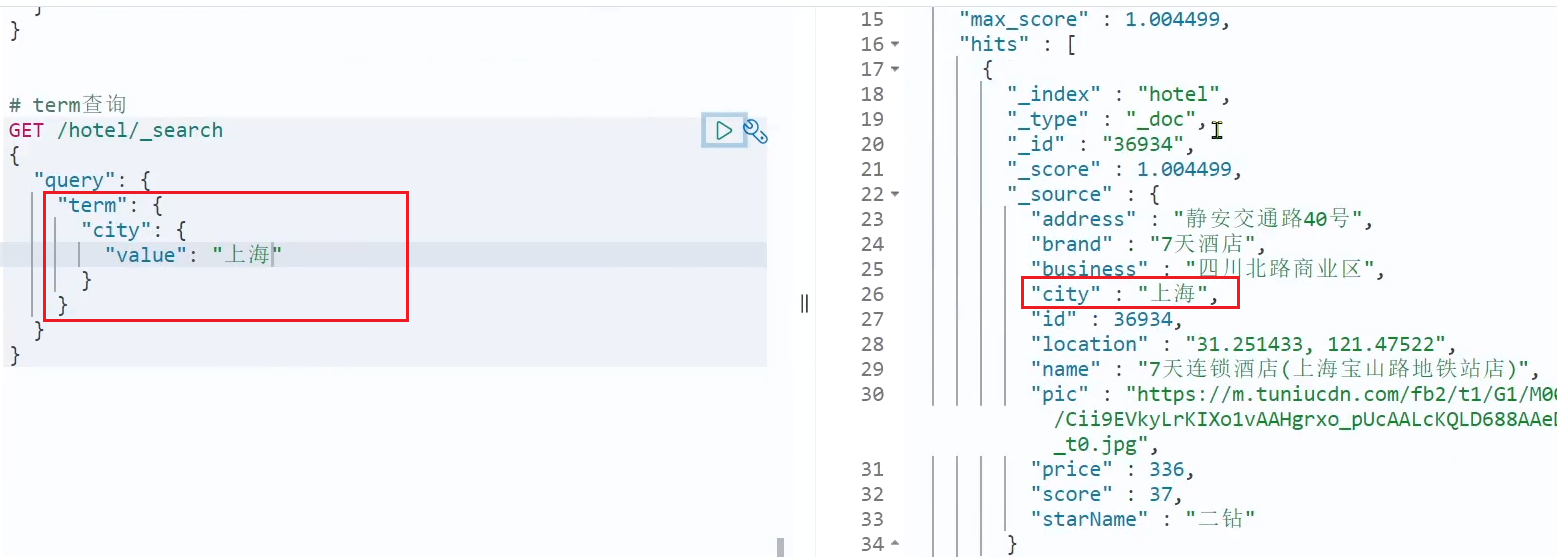 }
# term查询
GET /hotel/_search
{
"query": {
"term": {
"city": {
"value": "上海"
}
}
}
}
15 "max_score" : 1.004499,
16 "hits" : [
17 {
18 "_index" : "hotel",
19 "_type" : "_doc",
20 "_id" : "36934",
21 "_score" : 1.004499,
22 "_source" : {
23 "address" : "静安交通路40号",
24 "brand" : "7天酒店",
25 "business" : "四川北路商业区",
26 "city" : "上海",
27 "id" : 36934,
28 "location" : "31.251433, 121.47522",
29 "name" : "7天连锁酒店(上海宝山路地铁站店)",
30 "pic" : "https://m.tuniucdn.com/fb2/t1/G1/M00
/Cii9EVkyLrKIXo1vAAHgrxo_pUcAALcKQLD688AAeD
_t0.jpg",
31 "price" : 336,
32 "score" : 37,
33 "starName" : "二钻"
34 }